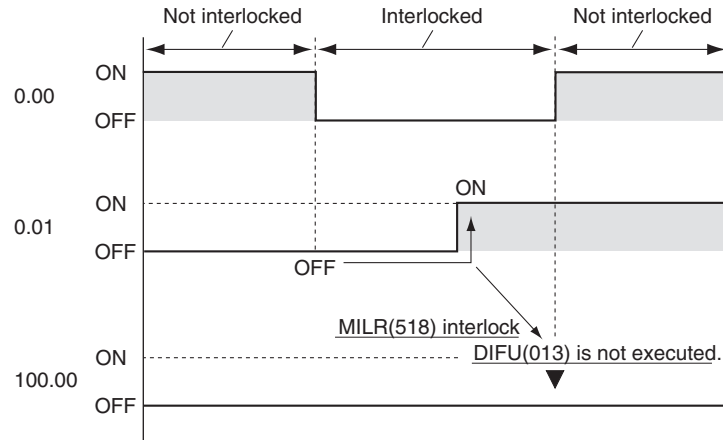 Not interlocked Interlocked Not interlocked
ON
0.00
OFF
ON
ON
0.01
OFF
OFF
MILR(518) interlock
DIFU(013) is not executed.
ON
100.00
OFF